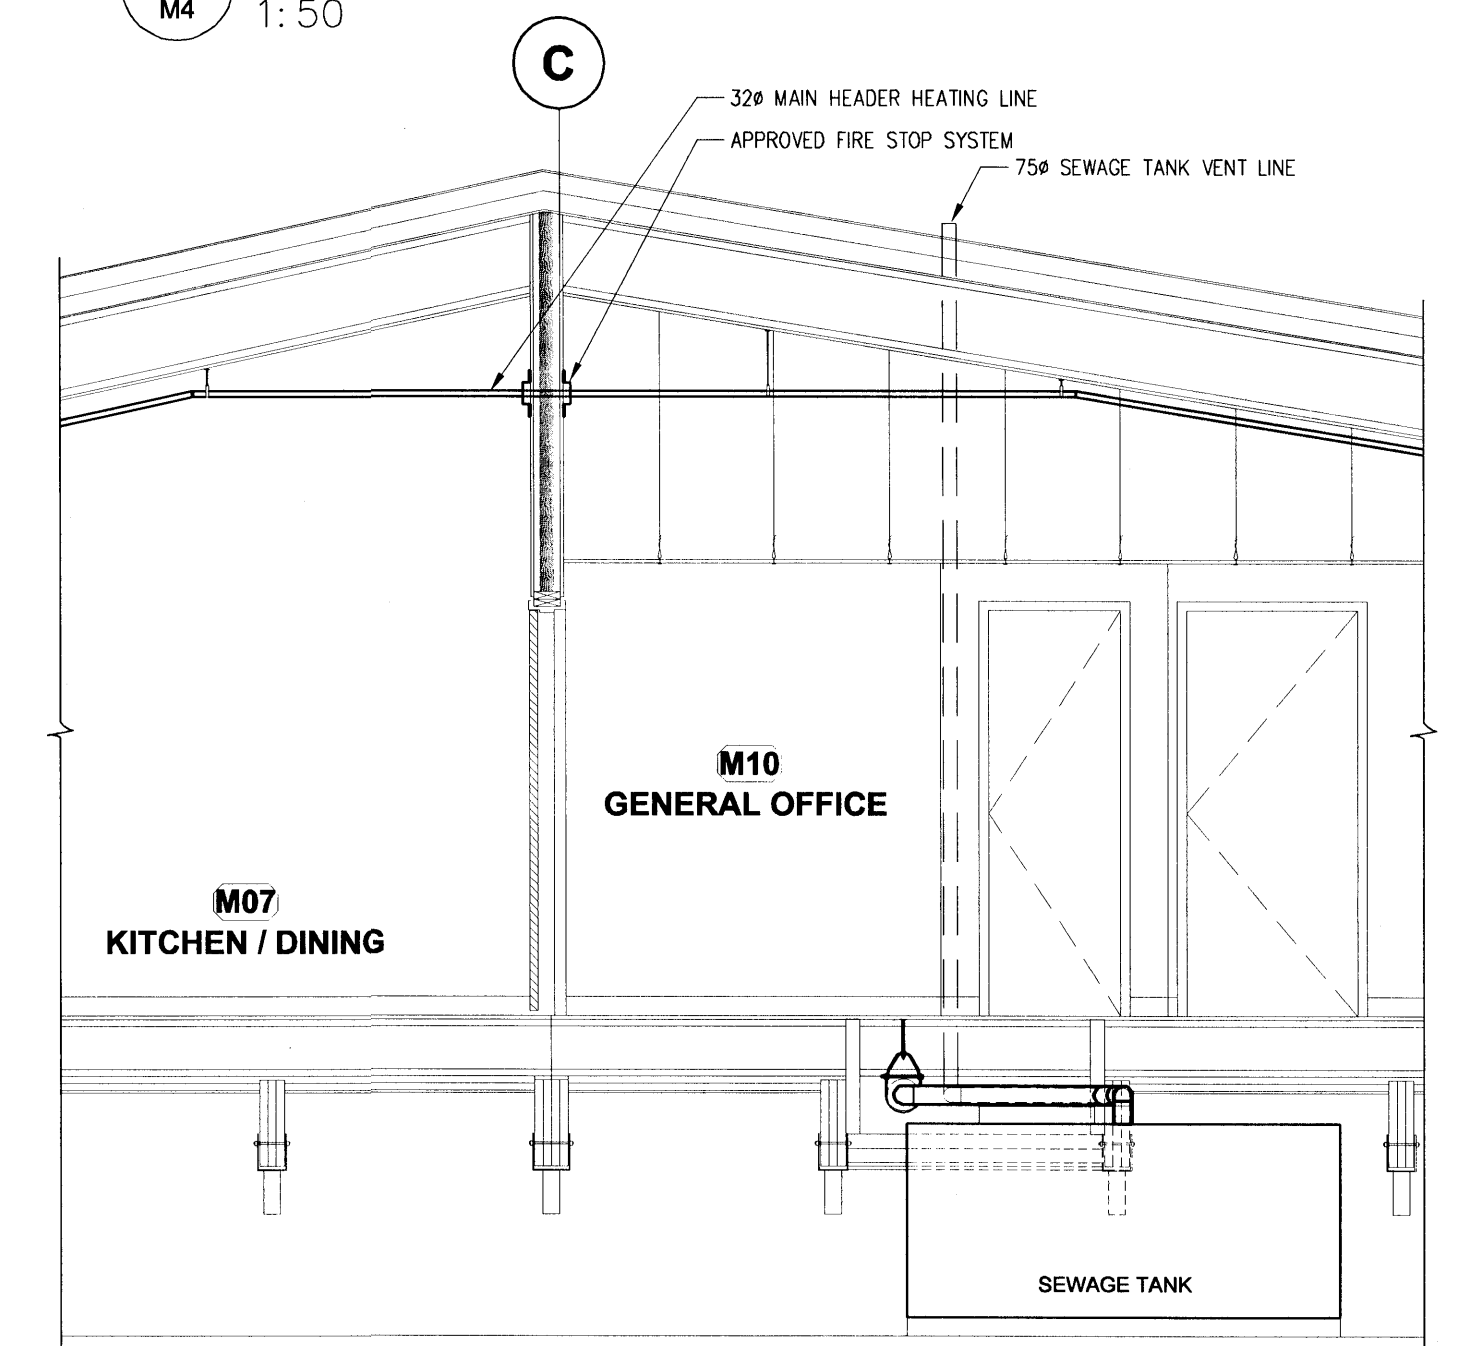 M4
1:50
C
32ø MAIN HEADER HEATING LINE
APPROVED FIRE STOP SYSTEM
75ø SEWAGE TANK VENT LINE
M10
GENERAL OFFICE
M07
KITCHEN / DINING
SEWAGE TANK